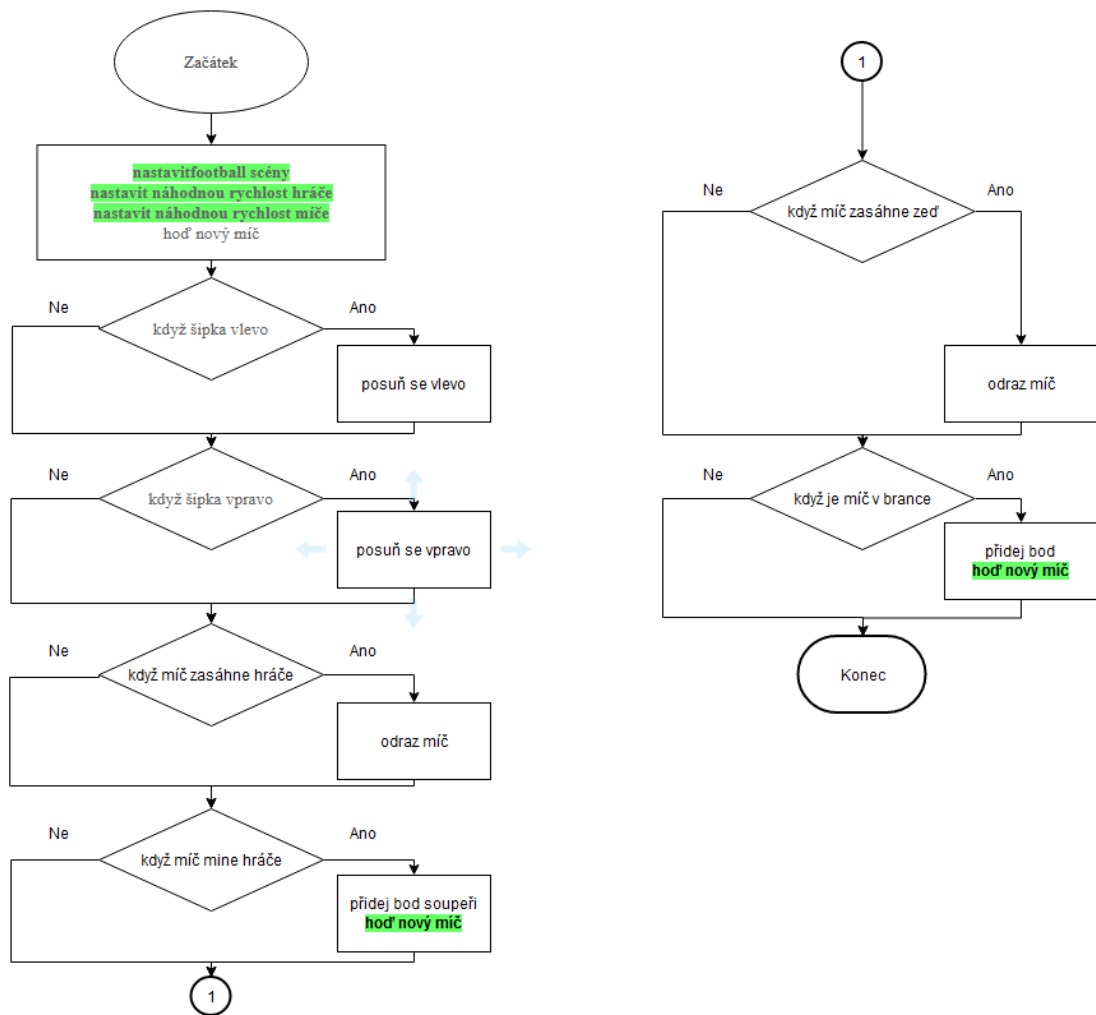 Začátek
nastavitfootball scény
nastavit náhodnou rychlost hráče
nastavit náhodnou rychlost míče
hoď nový míč
Ne
Ano
když šipka vlevo
posuň se vlevo
Ne
Ano
když šipka vpravo
posuň se vpravo
Ne
Ano
když míč zasáhne hráče
odraz míč
Ne
Ano
když míč mine hráče
přidej bod soupeři
hoď nový míč
1
1
Ne
Ano
když míč zasáhne zeď
odraz míč
Ne
Ano
když je míč v brance
přidej bod
hoď nový míč
Konec